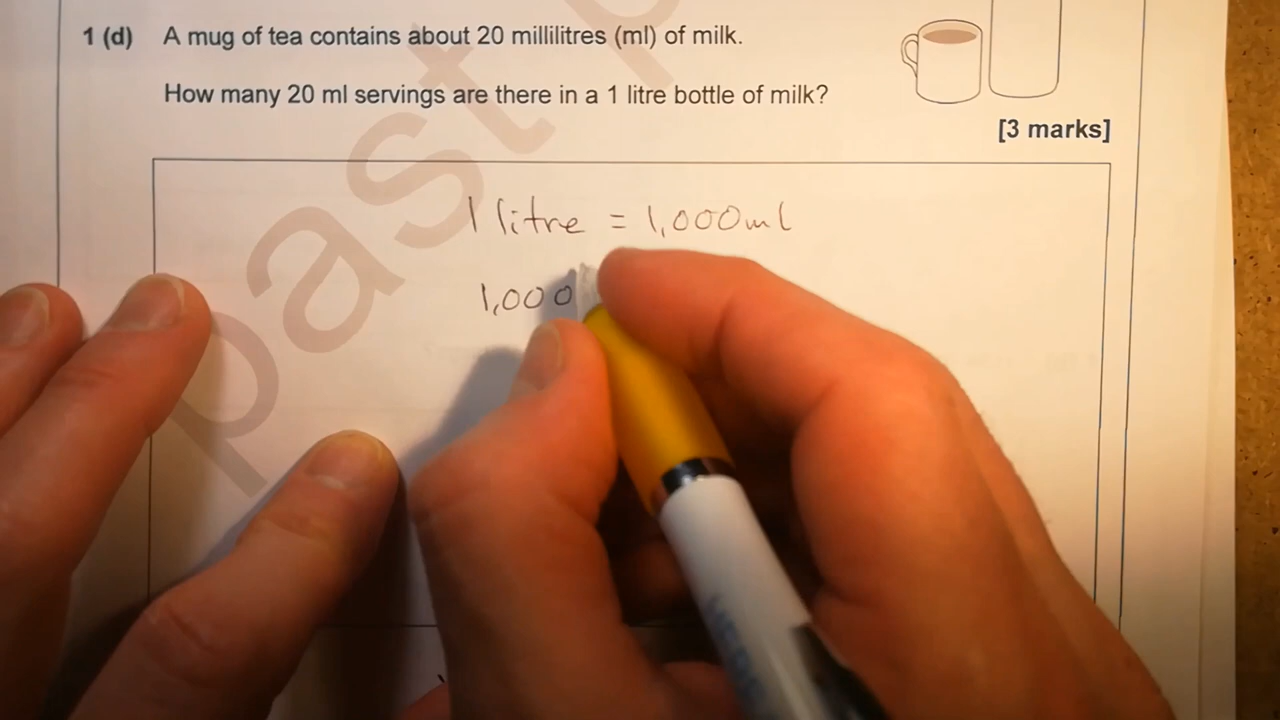 1 (d) A mug of tea contains about 20 millilitres (ml) of milk.
How many 20 ml servings are there in a 1 litre bottle of milk?
[3 marks]
1 litre = 1,000ml
1,000
past p